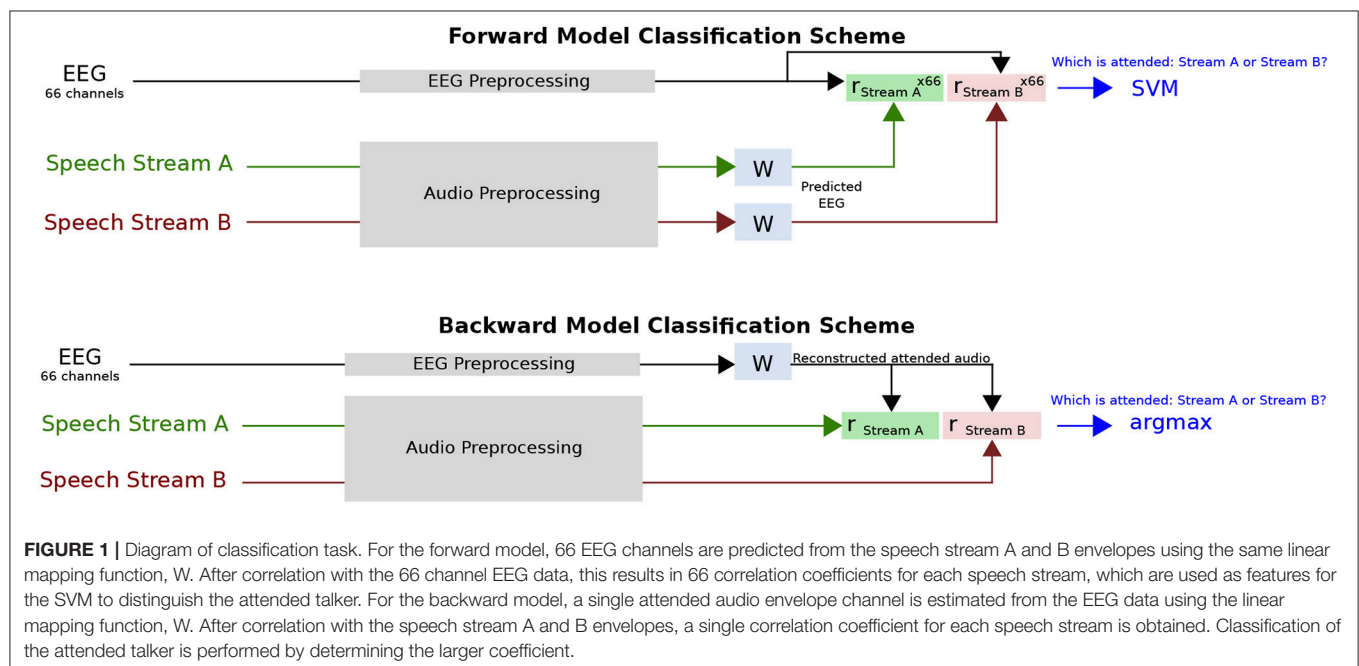 Forward Model Classification Scheme
EEG
66 channels
EEG Preprocessing
r Stream A x66
r Stream B x66
Which is attended: Stream A or Stream B?
SVM
Speech Stream A
Speech Stream B
Audio Preprocessing
W
W
Predicted
EEG
Backward Model Classification Scheme
EEG
66 channels
EEG Preprocessing
W
Reconstructed attended audio
Speech Stream A
Speech Stream B
Audio Preprocessing
r Stream A
r Stream B
Which is attended: Stream A or Stream B?
argmax
FIGURE 1 | Diagram of classification task. For the forward model, 66 EEG channels are predicted from the speech stream A and B envelopes using the same linear
mapping function, W. After correlation with the 66 channel EEG data, this results in 66 correlation coefficients for each speech stream, which are used as features for
the SVM to distinguish the attended talker. For the backward model, a single attended audio envelope channel is estimated from the EEG data using the linear
mapping function, W. After correlation with the speech stream A and B envelopes, a single correlation coefficient for each speech stream is obtained. Classification of
the attended talker is performed by determining the larger coefficient.